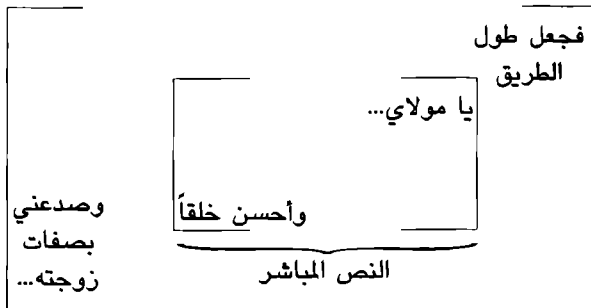 فجعل طول
الطريق
يا مولاي...
وأحسن خلقاً
النص المباشر
وصدعني
بصفات
زوجته...